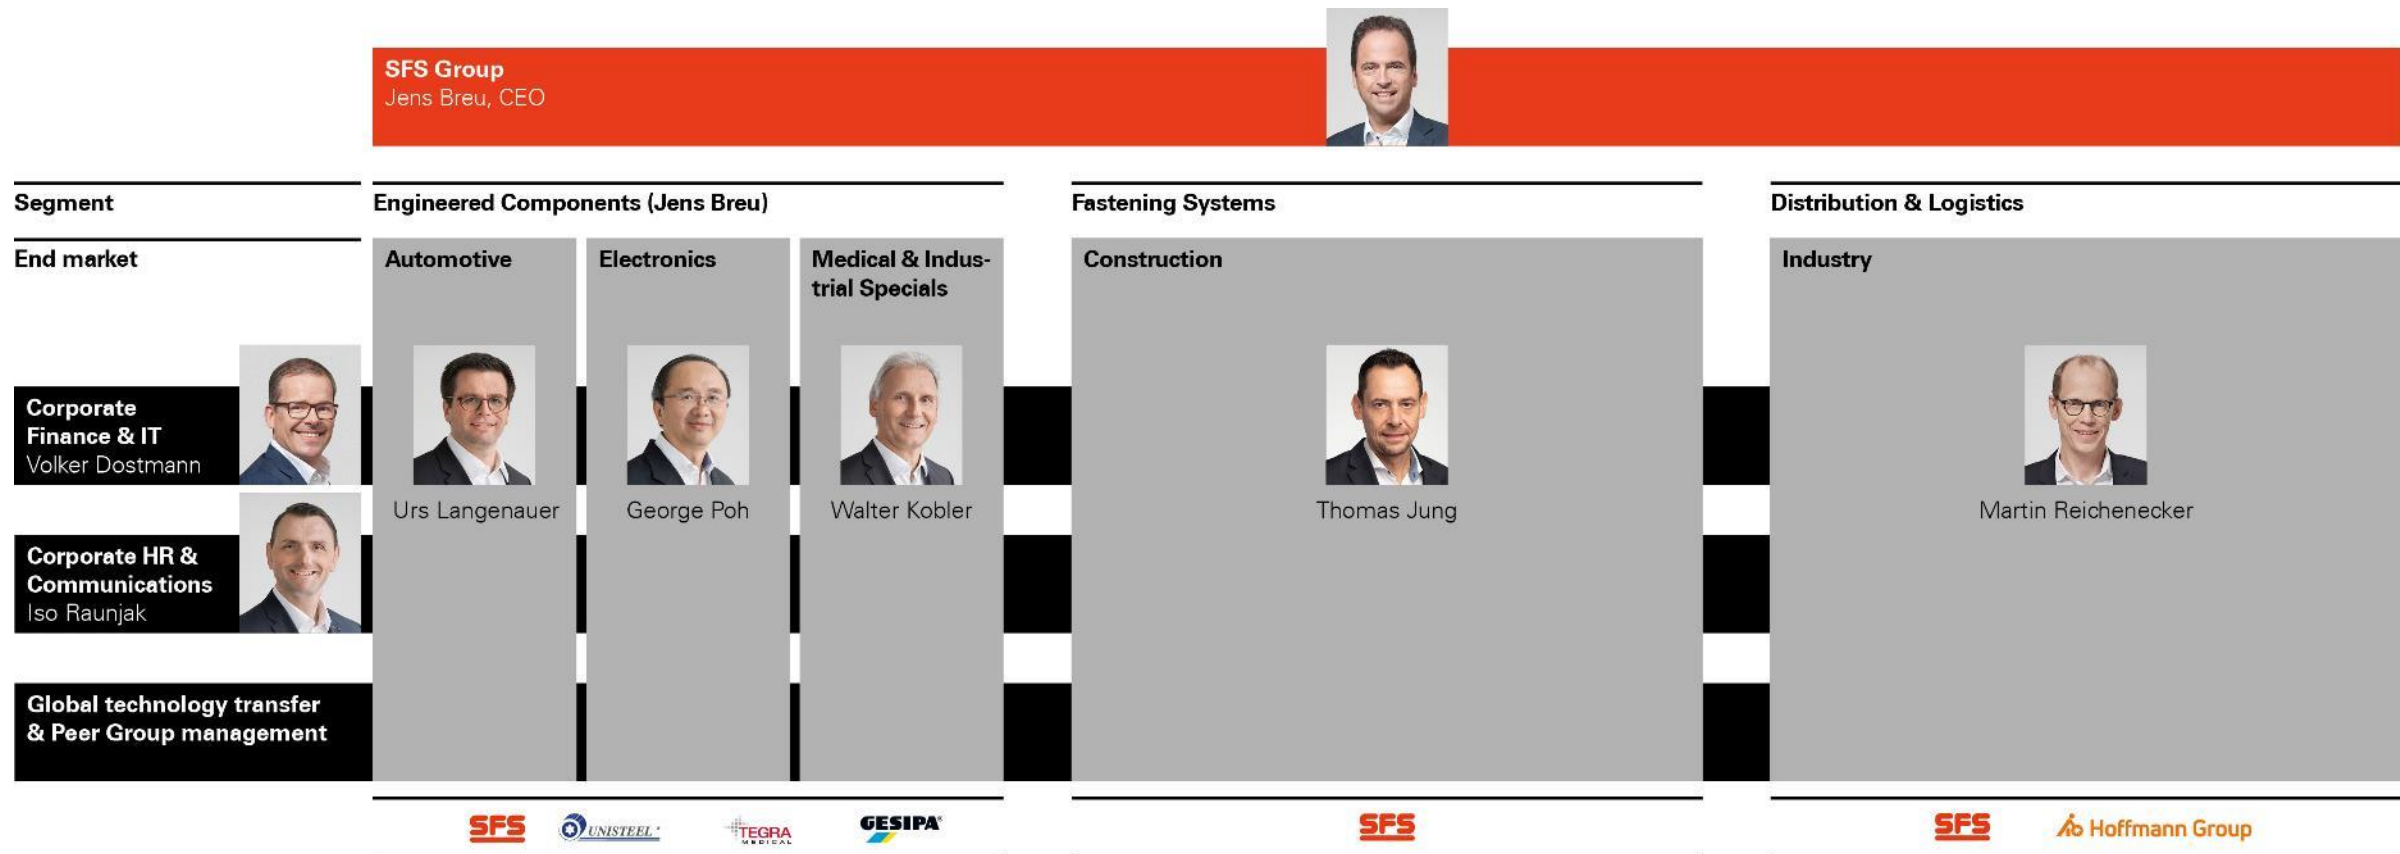 SFS Group
Jens Breu, CEO
Segment
Engineered Components (Jens Breu)
Fastening Systems
Distribution & Logistics
End market
Automotive
Electronics
Medical & Indus-
trial Specials
Construction
Industry
Corporate
Finance & IT
Volker Dostmann
Urs Langenauer
George Poh
Walter Kobler
Thomas Jung
Martin Reichenecker
Corporate HR &
Communications
Iso Raunjak
Global technology transfer
& Peer Group management
SFS
UNISTEEL
TEGRA
MEDICAL
GESIPA®
SFS
SFS
Hoffmann Group